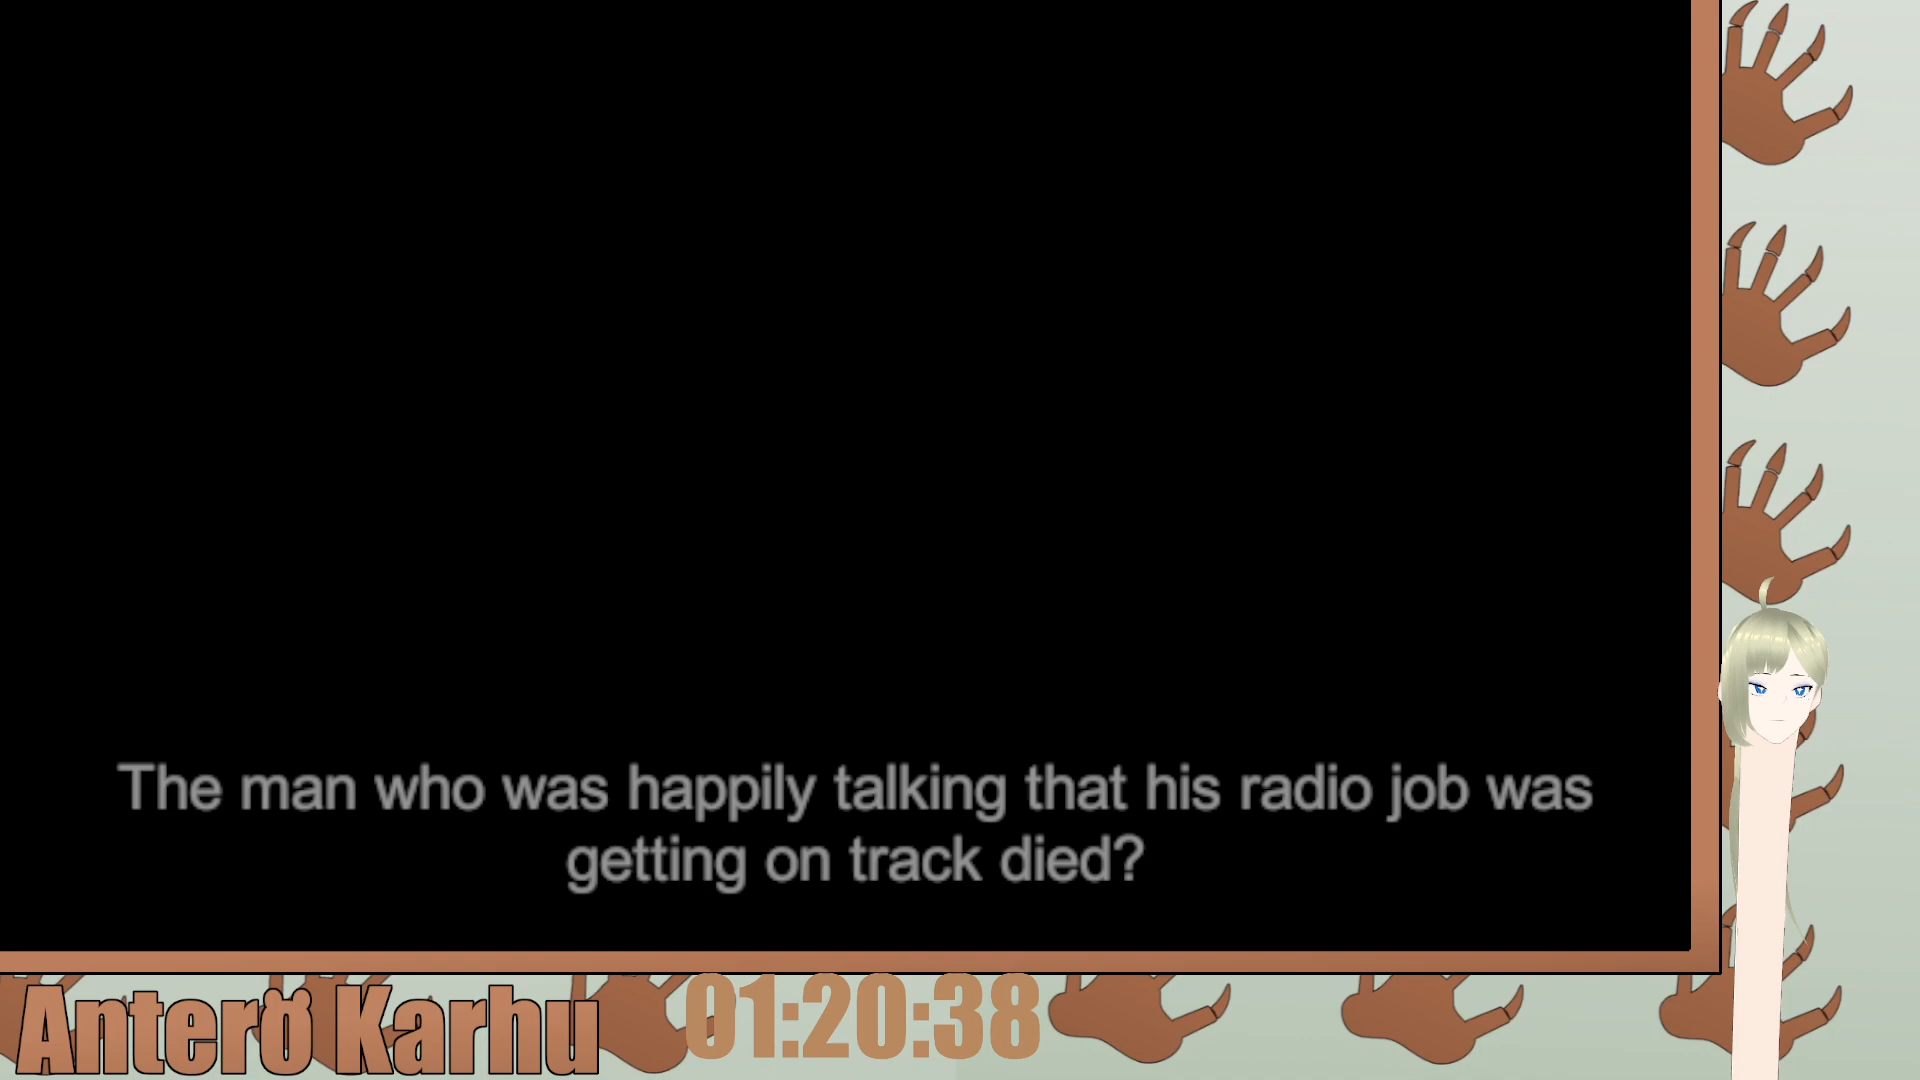 The man who was happily talking that his radio job was
getting on track died?
Anterö Karhu
01:20:38